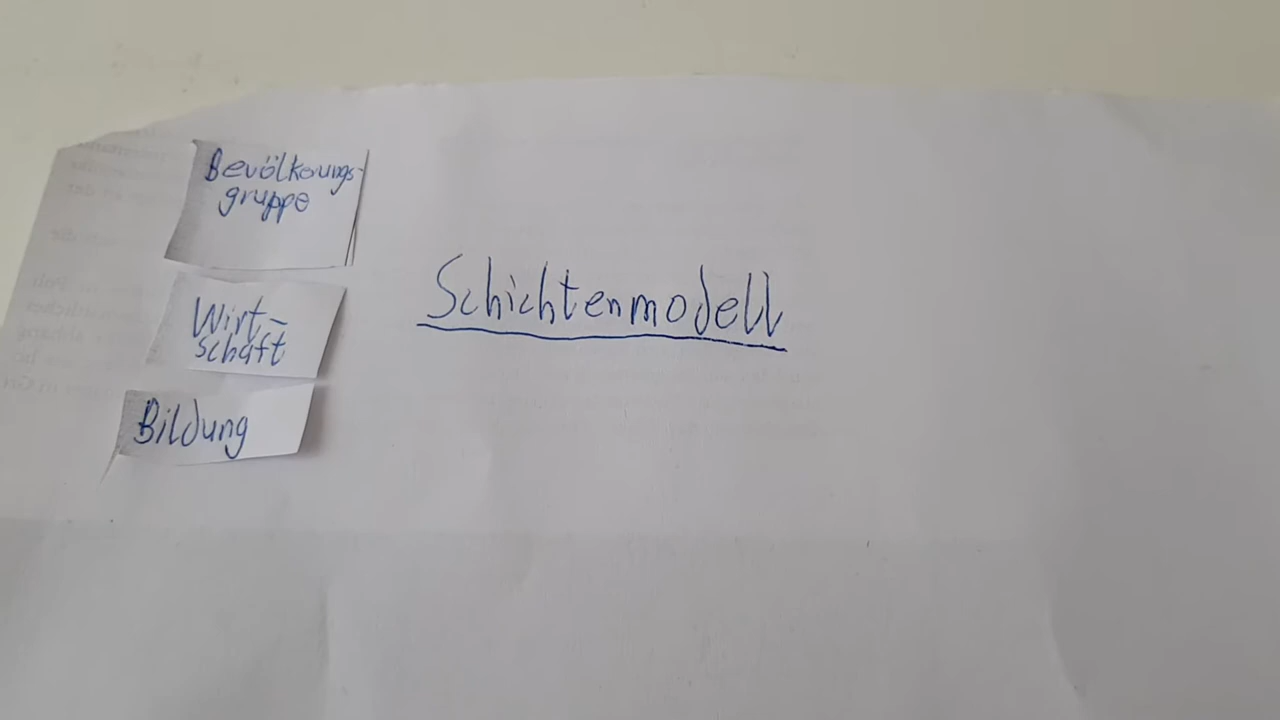 Bevölkerungs-
gruppe
Wirt-
schaft
Bildung
Schichtenmodell